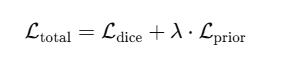 ℒ_total = ℒ_dice + λ · ℒ_prior